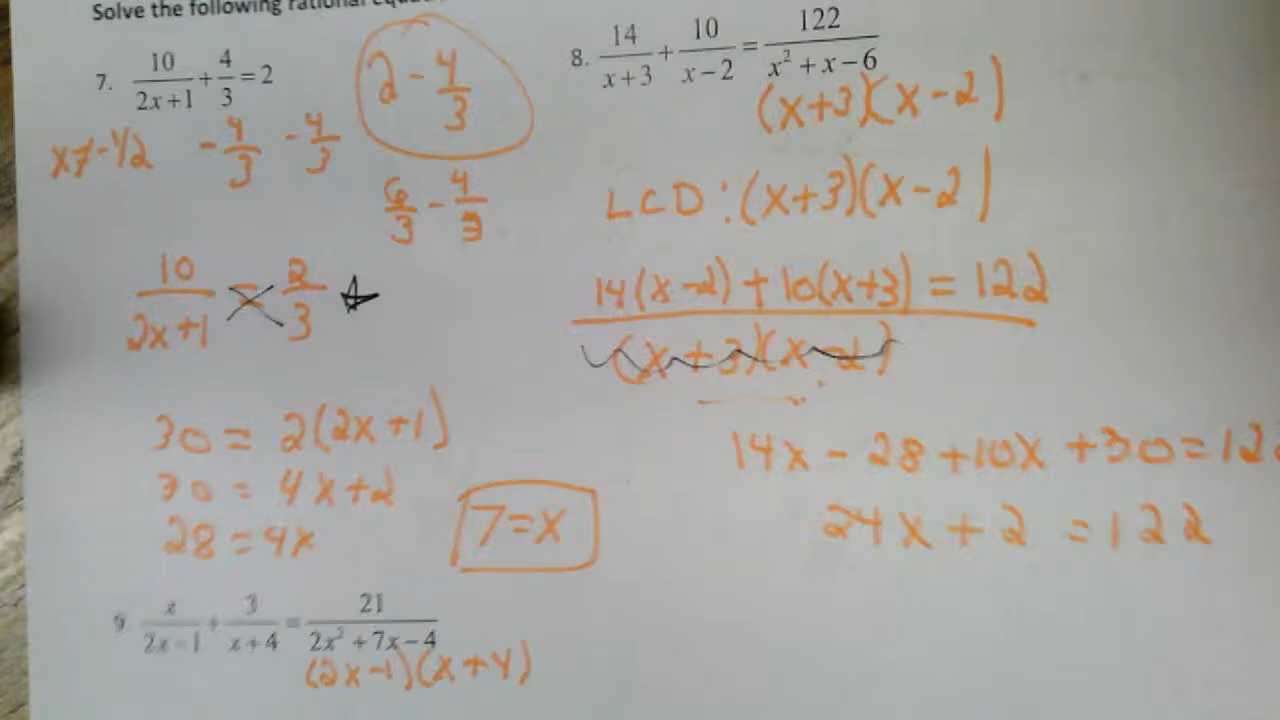 Solve the following rational equa
7. 10/(2x+1) + 4/3 = 2
x≠-1/2 -4/3 -4/3
2 - 4/3
6/3 - 4/3
10/(2x+1) = 2/3
30 = 2(2x+1)
30 = 4x+2
28 = 4x
7 = x
8. 14/(x+3) + 10/(x-2) = 122/(x²+x-6)
(x+3)(x-2)
LCD: (x+3)(x-2)
14(x-2) + 10(x+3) = 122
(x+3)(x-2)
14x - 28 + 10x + 30 = 122
24x + 2 = 122
9 x/(2x-1) + 3/(x+4) = 21/(2x²+7x-4)
(2x-1)(x+4)